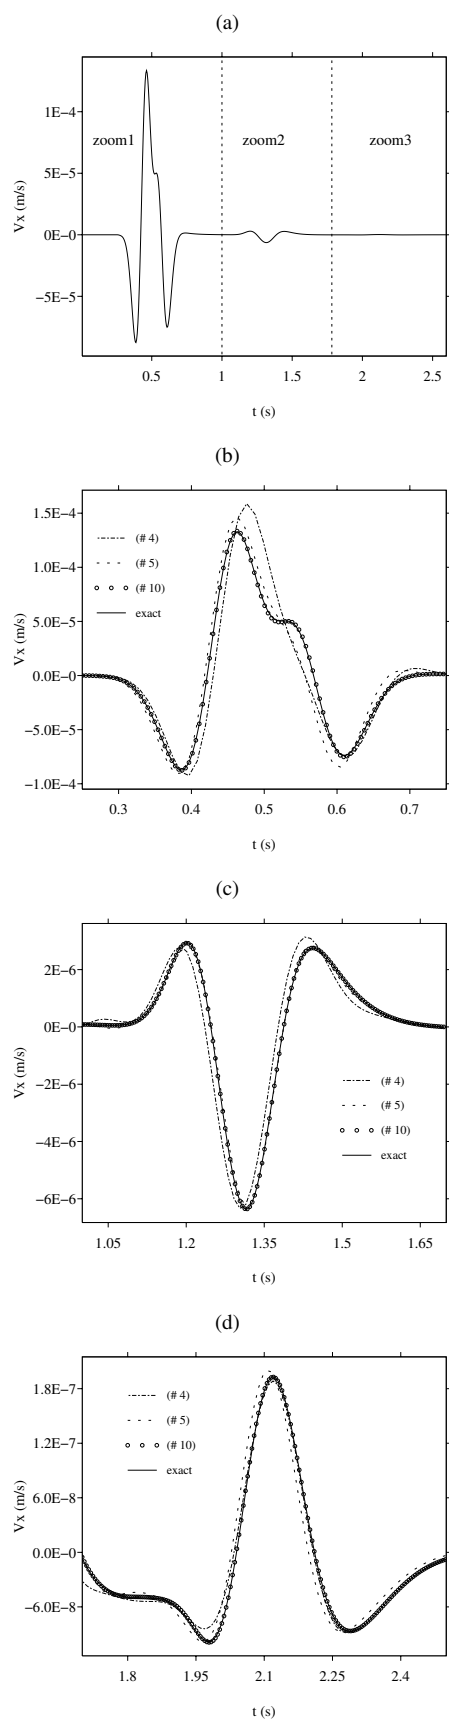 (a)
1E−4
5E−5
0E−0
−5E−5
Vx (m/s)
zoom1 zoom2 zoom3
0.5 1 1.5 2 2.5
t (s)
(b)
1.5E−4
1.0E−4
5.0E−5
0.0E−0
−5.0E−5
−1.0E−4
Vx (m/s)
(# 4)
(# 5)
(# 10)
exact
0.3 0.4 0.5 0.6 0.7
t (s)
(c)
2E−6
0E−0
−2E−6
−4E−6
−6E−6
Vx (m/s)
(# 4)
(# 5)
(# 10)
exact
1.05 1.2 1.35 1.5 1.65
t (s)
(d)
1.8E−7
1.2E−7
6.0E−8
0.0E−0
−6.0E−8
Vx (m/s)
(# 4)
(# 5)
(# 10)
exact
1.8 1.95 2.1 2.25 2.4
t (s)